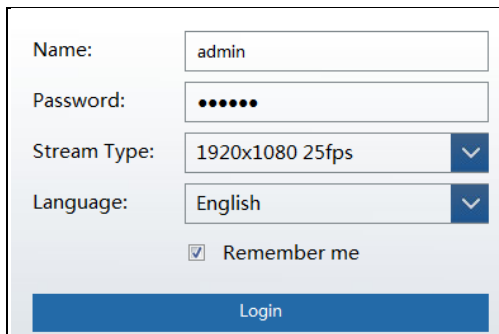 Name: admin
Password: ••••••
Stream Type: 1920x1080 25fps
Language: English
Remember me
Login